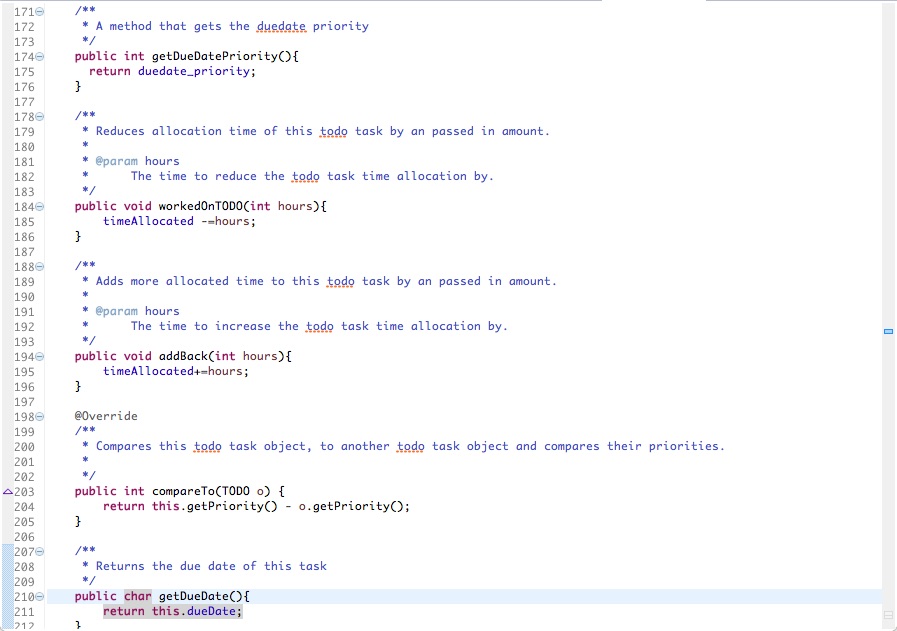 171 /**
172  * A method that gets the duedate priority
173  */
174 public int getDueDatePriority(){
175   return duedate_priority;
176 }
177
178 /**
179  * Reduces allocation time of this todo task by an passed in amount.
180  *
181  * @param hours
182  *      The time to reduce the todo task time allocation by.
183  */
184 public void workedOnTODO(int hours){
185     timeAllocated -=hours;
186 }
187
188 /**
189  * Adds more allocated time to this todo task by an passed in amount.
190  *
191  * @param hours
192  *      The time to increase the todo task time allocation by.
193  */
194 public void addBack(int hours){
195     timeAllocated+=hours;
196 }
197
198 @Override
199 /**
200  * Compares this todo task object, to another todo task object and compares their priorities.
201  *
202  */
203 public int compareTo(TODO o) {
204     return this.getPriority() - o.getPriority();
205 }
206
207 /**
208  * Returns the due date of this task
209  */
210 public char getDueDate(){
211     return this.dueDate;
212 }